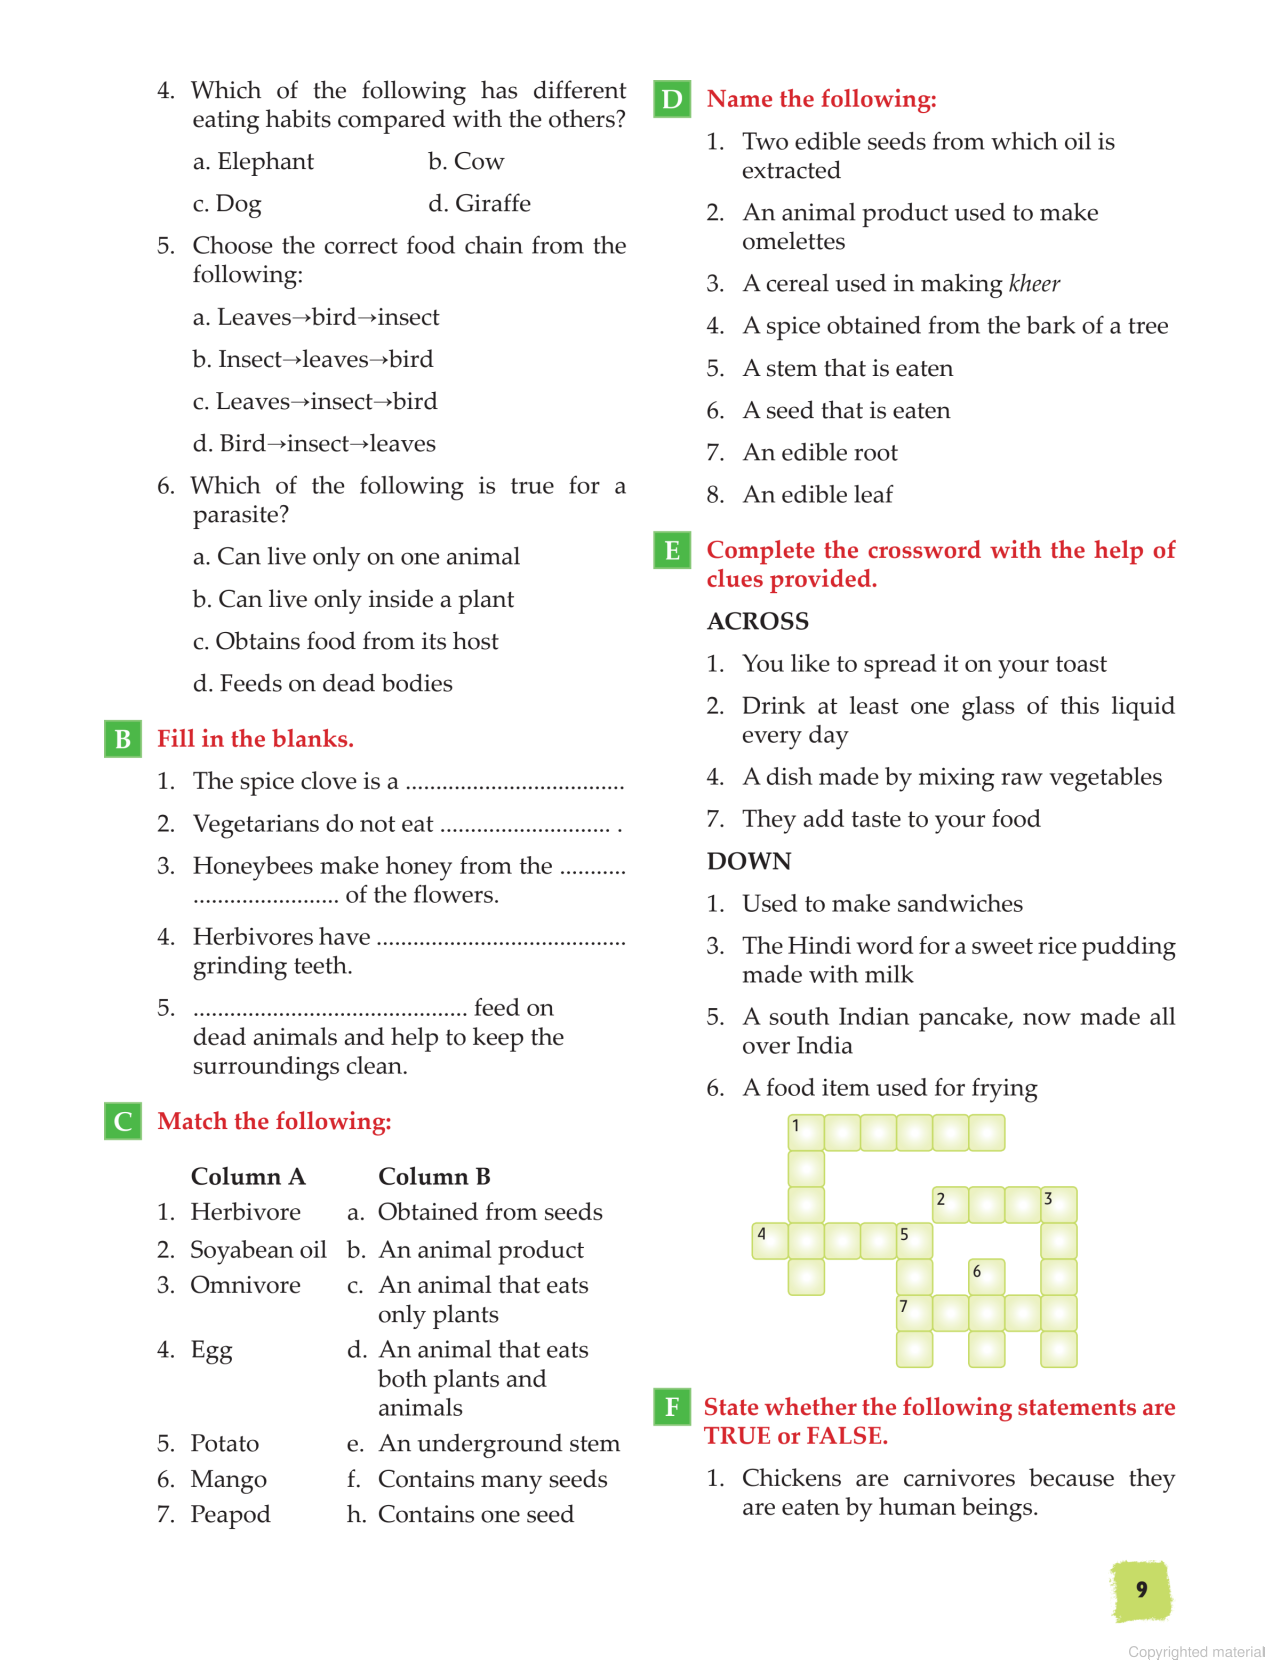 4. Which of the following has different
eating habits compared with the others?
a. Elephant b. Cow
c. Dog d. Giraffe
5. Choose the correct food chain from the
following:
a. Leaves→bird→insect
b. Insect→leaves→bird
c. Leaves→insect→bird
d. Bird→insect→leaves
6. Which of the following is true for a
parasite?
a. Can live only on one animal
b. Can live only inside a plant
c. Obtains food from its host
d. Feeds on dead bodies
B Fill in the blanks.
1. The spice clove is a ....................................
2. Vegetarians do not eat ............................ .
3. Honeybees make honey from the ...........
........................ of the flowers.
4. Herbivores have .........................................
grinding teeth.
5. ............................................. feed on
dead animals and help to keep the
surroundings clean.
C Match the following:
Column A Column B
1. Herbivore a. Obtained from seeds
2. Soyabean oil b. An animal product
3. Omnivore c. An animal that eats
only plants
4. Egg d. An animal that eats
both plants and
animals
5. Potato e. An underground stem
6. Mango f. Contains many seeds
7. Peapod h. Contains one seed
D Name the following:
1. Two edible seeds from which oil is
extracted
2. An animal product used to make
omelettes
3. A cereal used in making kheer
4. A spice obtained from the bark of a tree
5. A stem that is eaten
6. A seed that is eaten
7. An edible root
8. An edible leaf
E Complete the crossword with the help of
clues provided.
ACROSS
1. You like to spread it on your toast
2. Drink at least one glass of this liquid
every day
4. A dish made by mixing raw vegetables
7. They add taste to your food
DOWN
1. Used to make sandwiches
3. The Hindi word for a sweet rice pudding
made with milk
5. A south Indian pancake, now made all
over India
6. A food item used for frying
1
2 3
4 5
6
7
F State whether the following statements are
TRUE or FALSE.
1. Chickens are carnivores because they
are eaten by human beings.
9
Copyrighted material